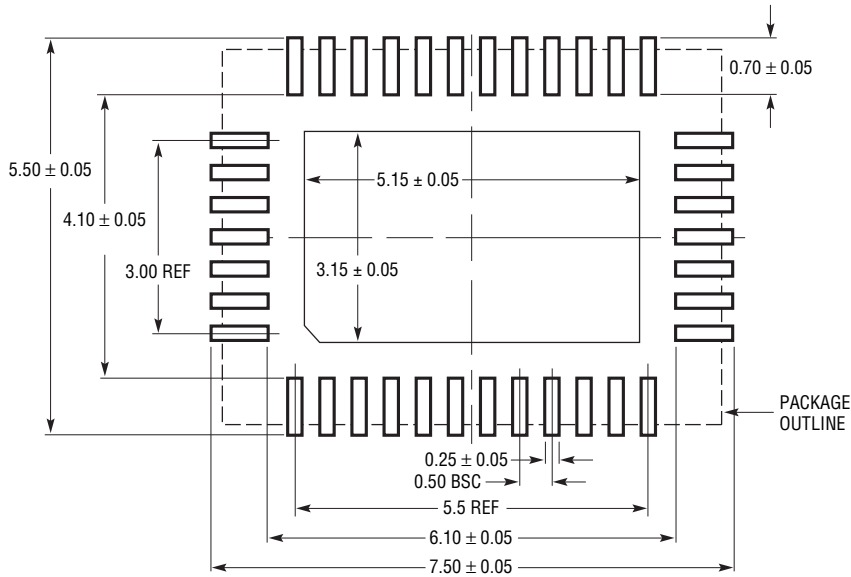 0.70 ± 0.05
5.50 ± 0.05
5.15 ± 0.05
4.10 ± 0.05
3.00 REF
3.15 ± 0.05
PACKAGE
OUTLINE
0.25 ± 0.05
0.50 BSC
5.5 REF
6.10 ± 0.05
7.50 ± 0.05